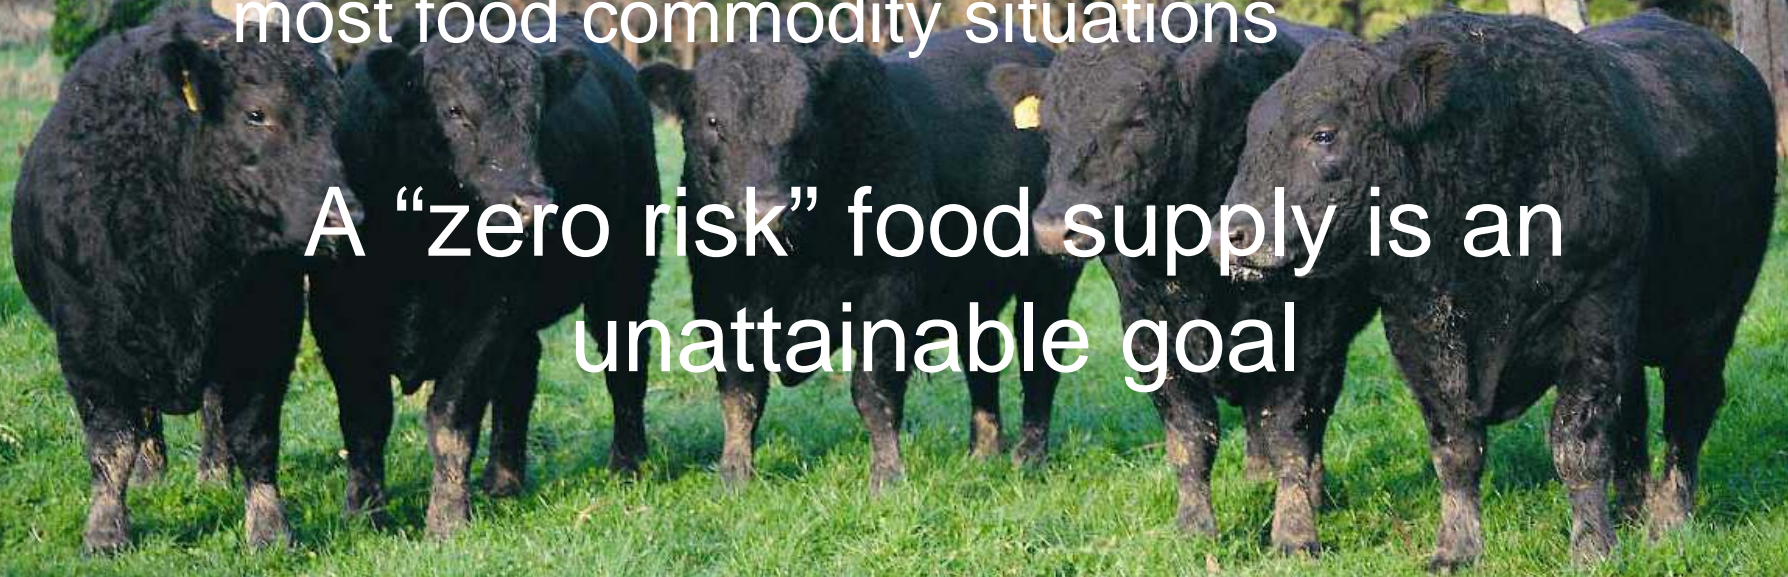 most food commodity situations
A “zero risk” food supply is an
unattainable goal